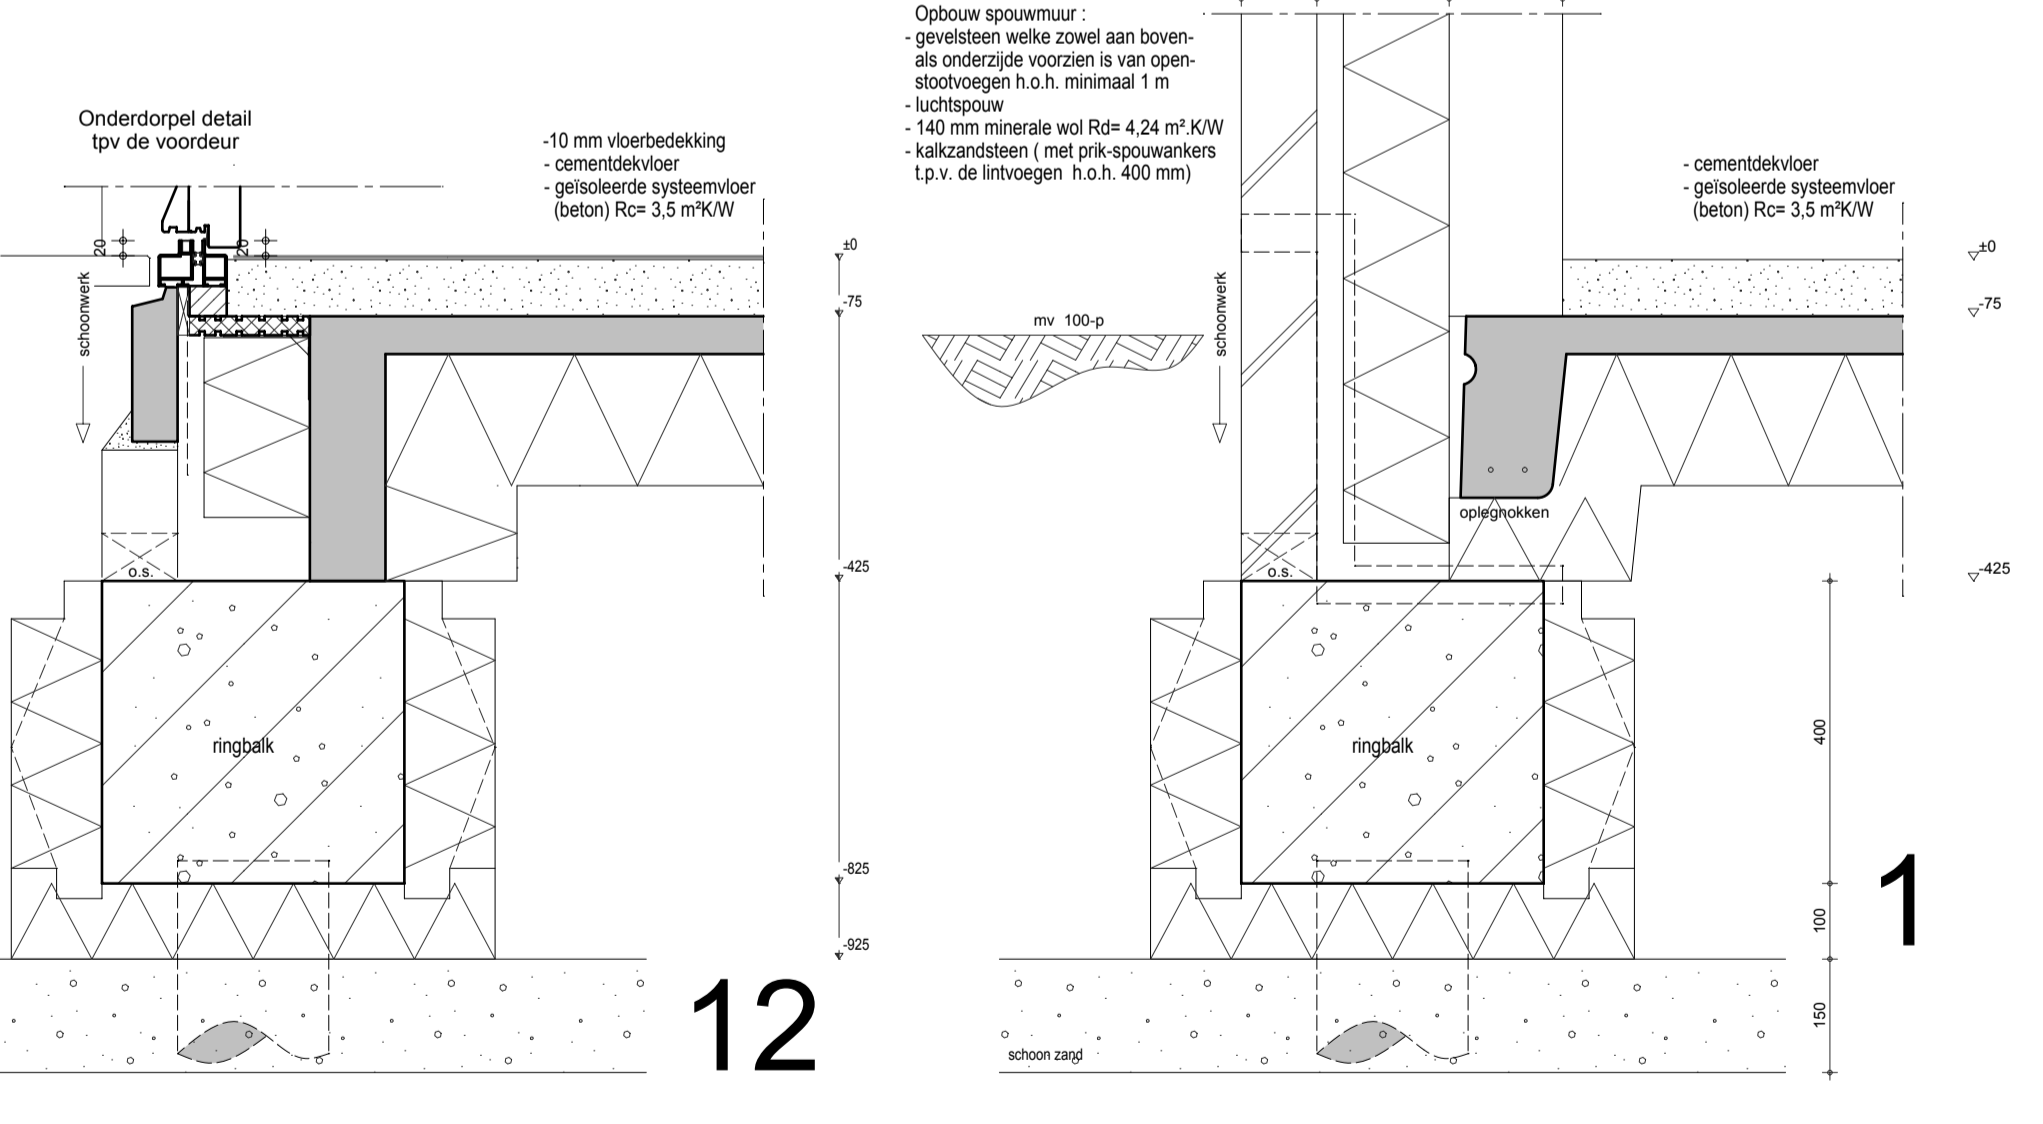 Onderdorpel detail
tpv de voordeur
-10 mm vloerbedekking
- cementdekvloer
- geïsoleerde systeemvloer
(beton) Rc= 3,5 m²K/W
20
20
schoonwerk
±0
-75
-425
-825
-925
o.s.
ringbalk
12
Opbouw spouwmuur :
- gevelsteen welke zowel aan boven-
als onderzijde voorzien is van open-
stootvoegen h.o.h. minimaal 1 m
- luchtspouw
- 140 mm minerale wol Rd= 4,24 m².K/W
- kalkzandsteen ( met prik-spouwankers
t.p.v. de lintvoegen h.o.h. 400 mm)
- cementdekvloer
- geïsoleerde systeemvloer
(beton) Rc= 3,5 m²K/W
mv 100-p
schoonwerk
±0
-75
oplegnokken
-425
o.s.
ringbalk
400
100
150
schoon zand
1